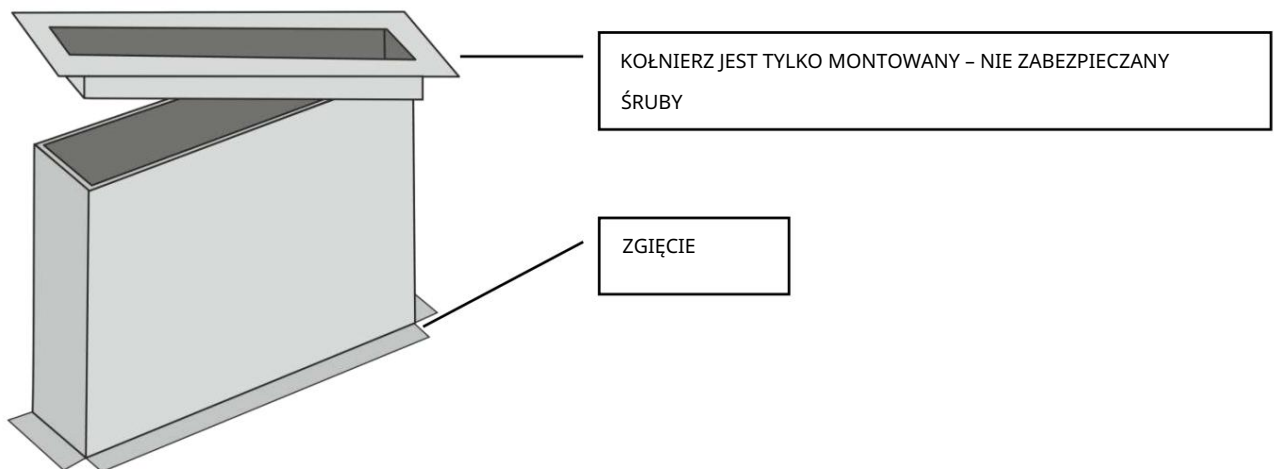 KOŁNIERZ JEST TYLKO MONTOWANY – NIE ZABEZPIECZANY
ŚRUBY
ZGIĘCIE